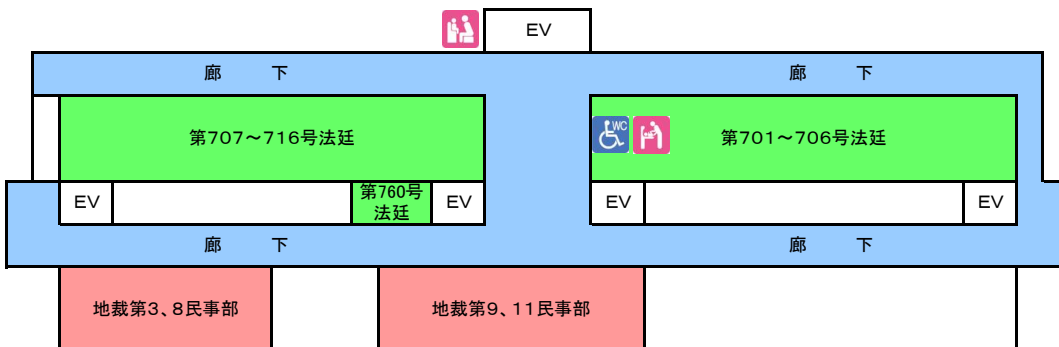 EV
廊 下
廊 下
第707~716号法廷
WC
第701~706号法廷
EV
第760号
法廷
EV
EV
EV
廊 下
廊 下
地裁第3、8民事部
地裁第9、11民事部